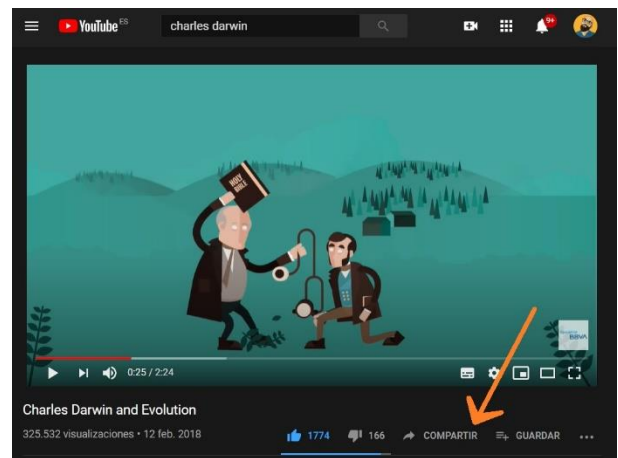 YouTube ES
charles darwin
9+
HOLY
BIBLE
BBVA
0:25 / 2:24
Charles Darwin and Evolution
325.532 visualizaciones • 12 feb. 2018
1774
166
COMPARTIR
GUARDAR